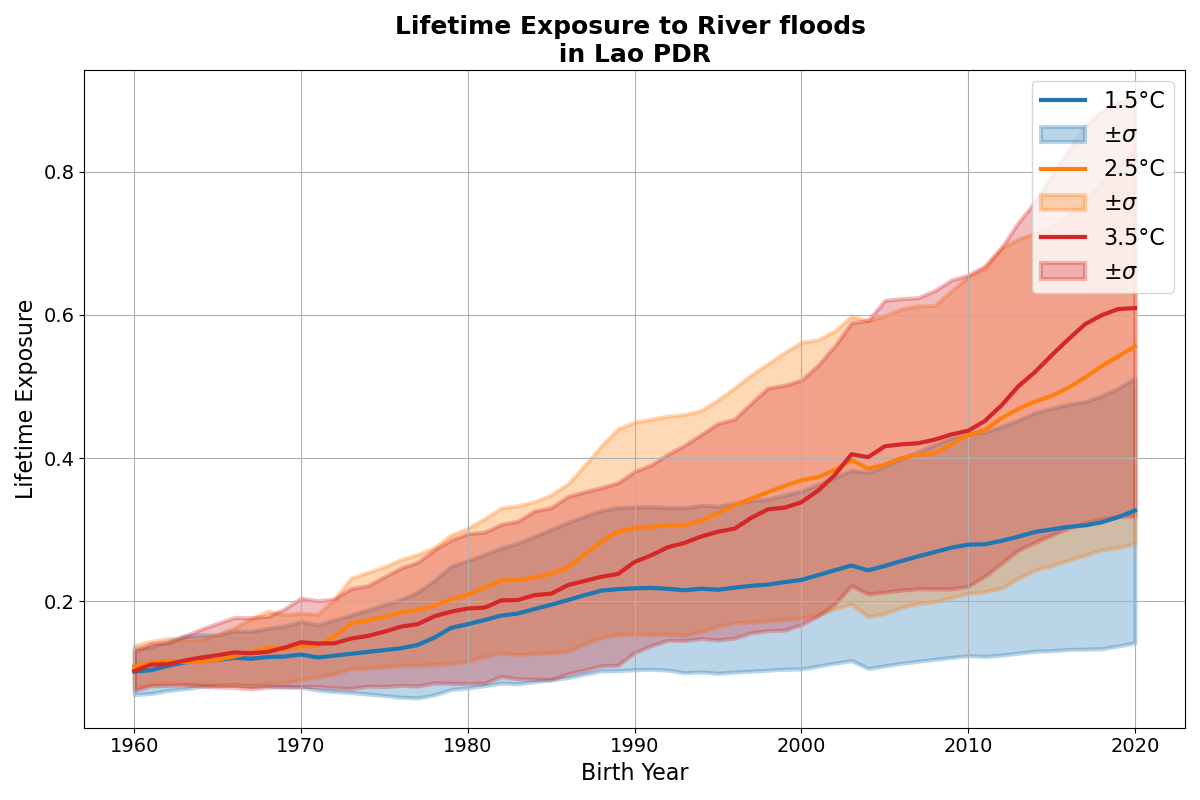 Lifetime Exposure to River floods
in Lao PDR
1.5°C
±σ
2.5°C
±σ
3.5°C
±σ
Lifetime Exposure
0.8
0.6
0.4
0.2
1960 1970 1980 1990 2000 2010 2020
Birth Year